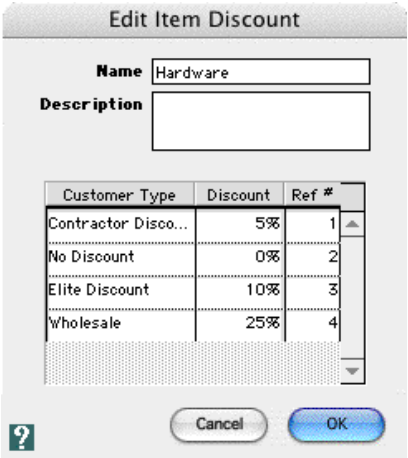 Edit Item Discount
Name Hardware
Description
Customer Type Discount Ref #
Contractor Disco... 5% 1
No Discount 0% 2
Elite Discount 10% 3
Wholesale 25% 4
? Cancel OK